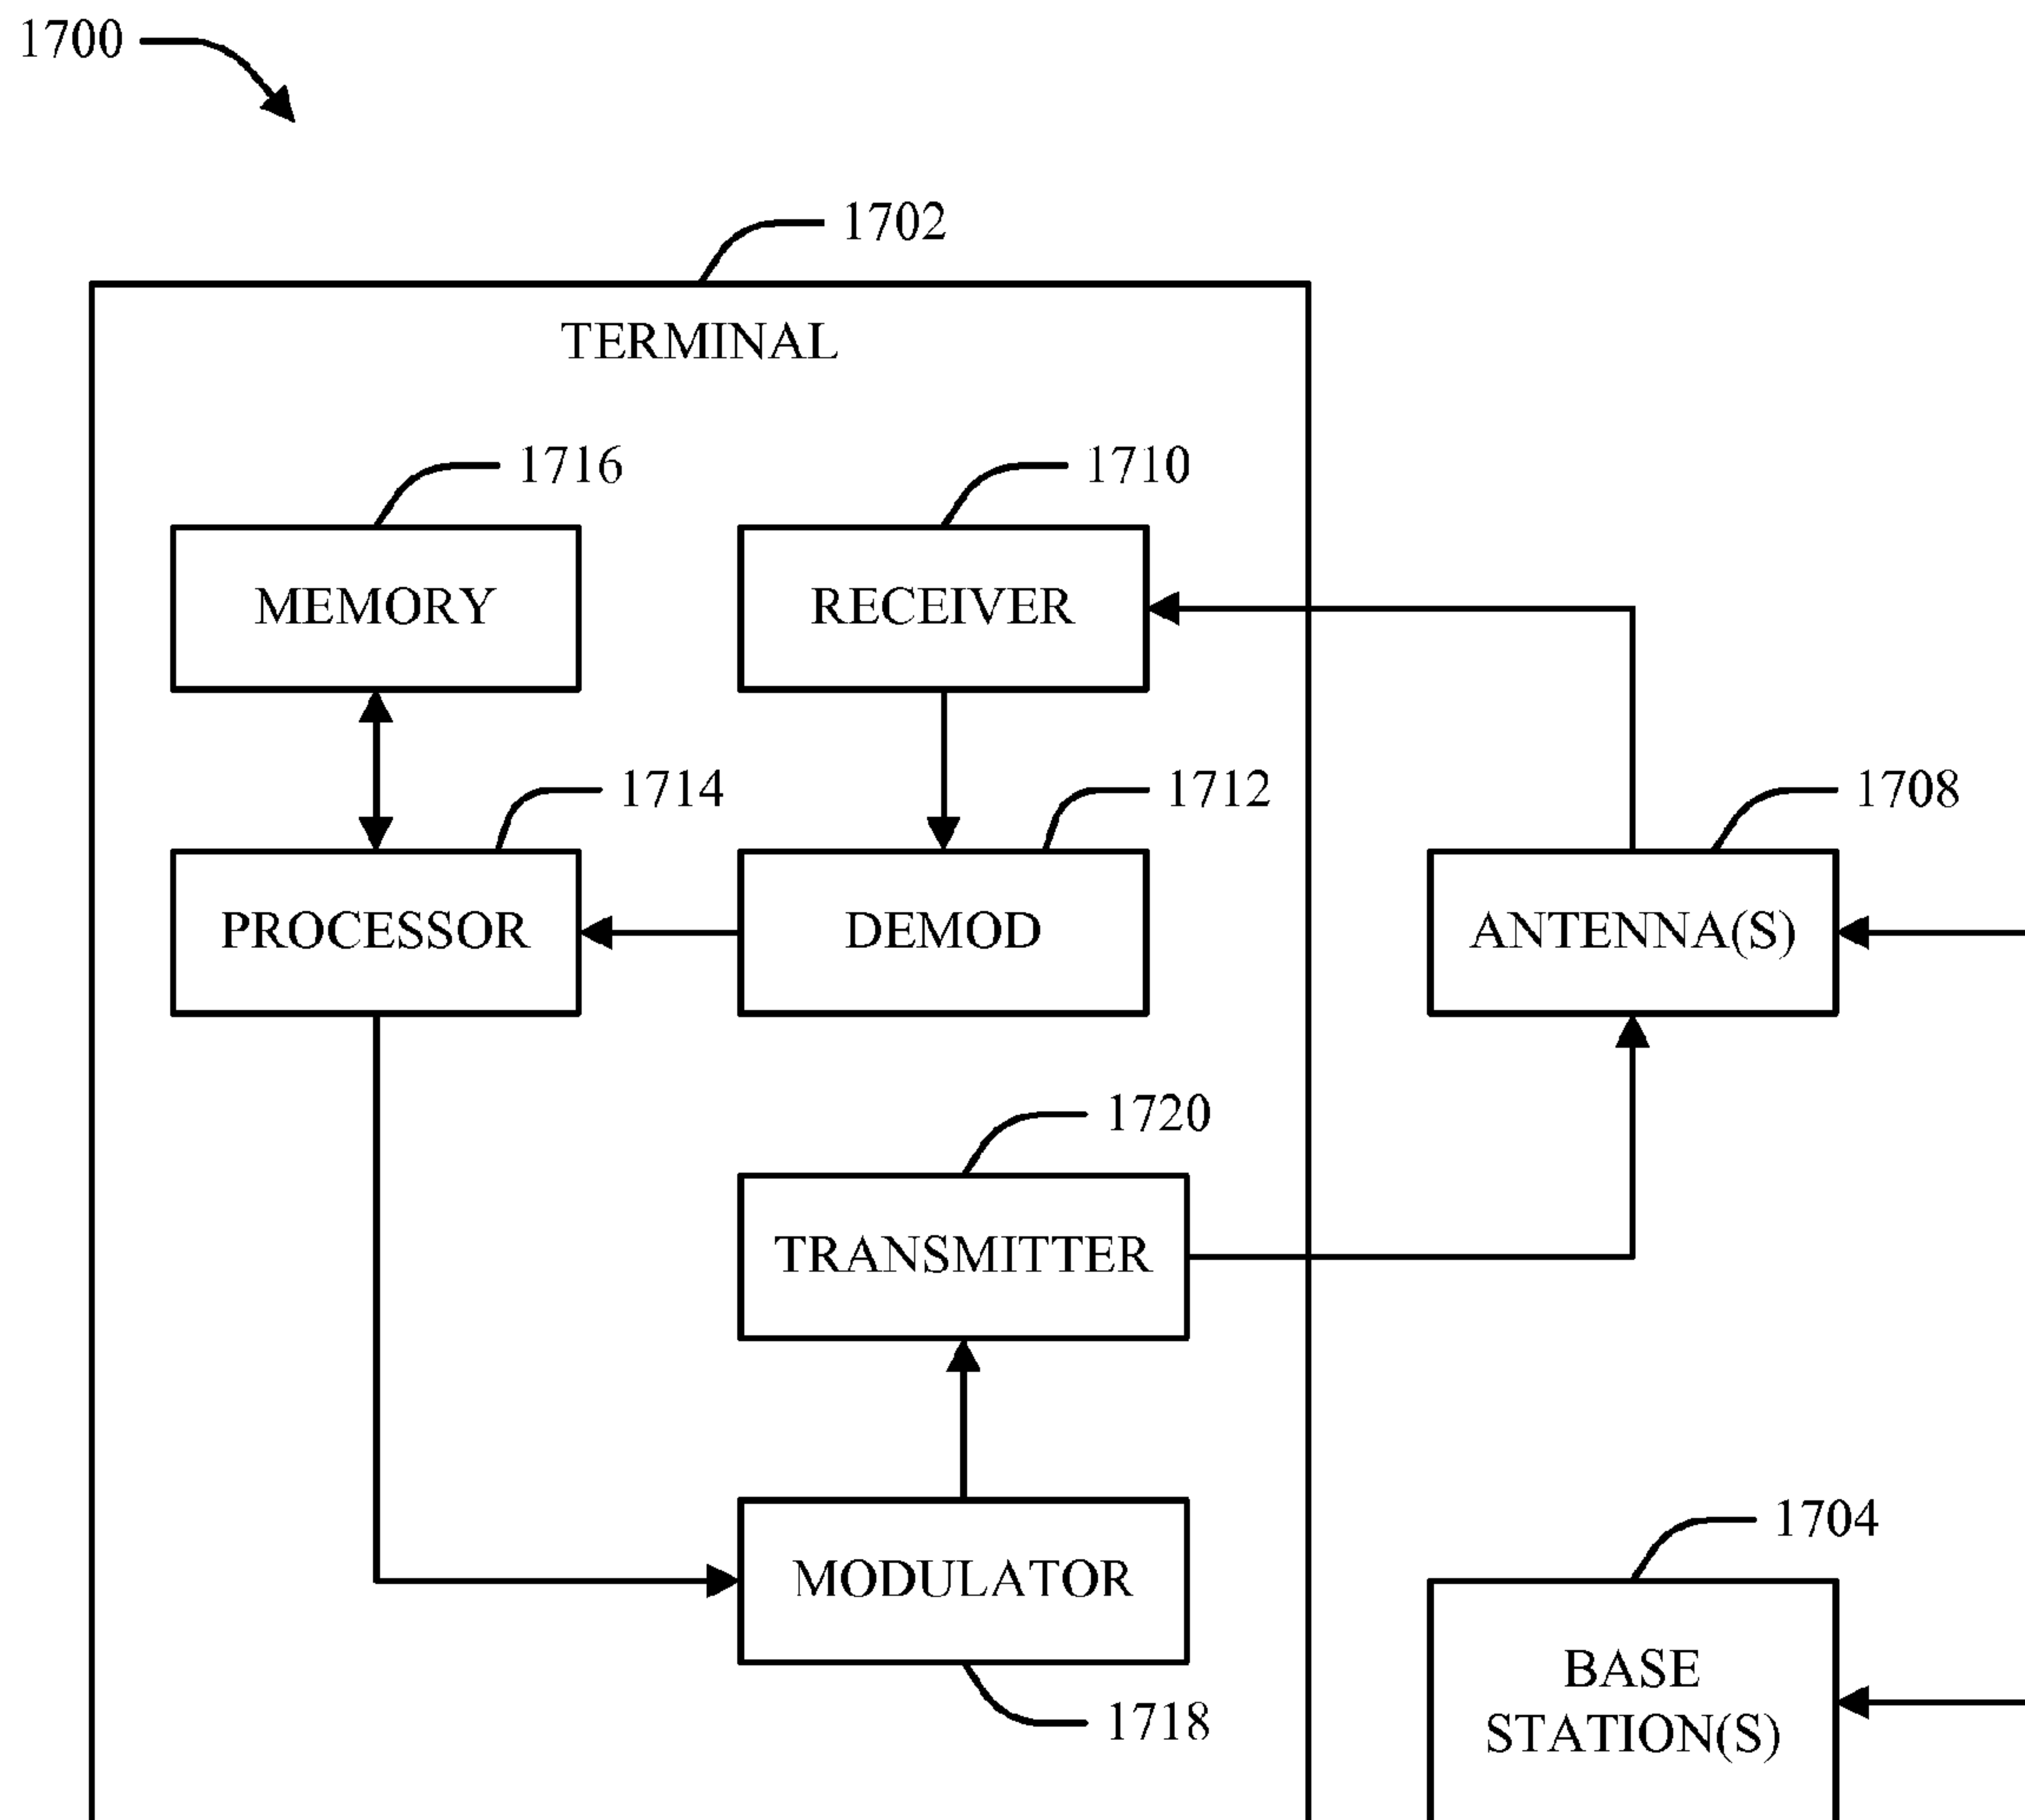 1700
1702
TERMINAL
1716
1710
MEMORY
RECEIVER
1714
1712
1708
PROCESSOR
DEMOD
ANTENNA(S)
1720
TRANSMITTER
1704
MODULATOR
BASE
STATION(S)
1718